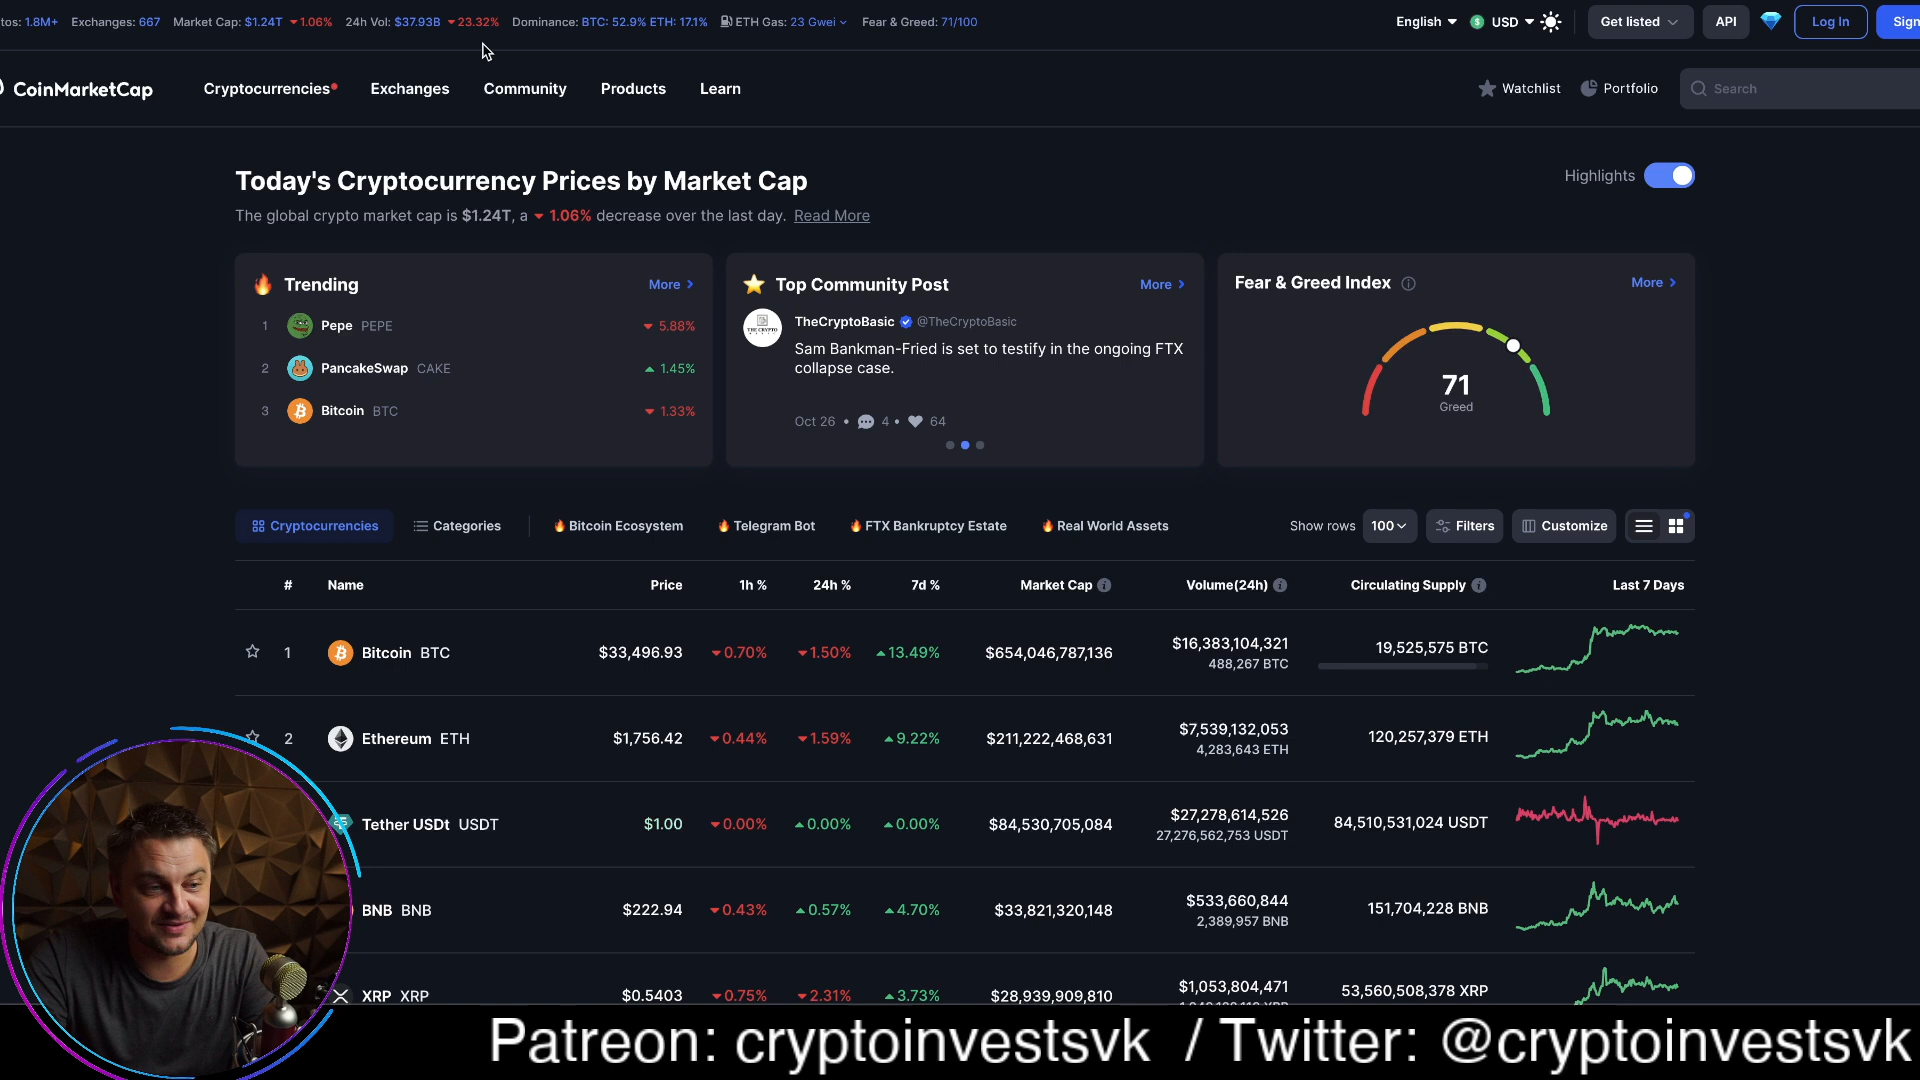 tos: 1.8M+ Exchanges: 667 Market Cap: $1.24T 1.06% 24h Vol: $37.93B 23.32% Dominance: BTC: 52.9% ETH: 17.1% ETH Gas: 23 Gwei Fear & Greed: 71/100 English USD Get listed API Log In Sign
CoinMarketCap Cryptocurrencies Exchanges Community Products Learn Watchlist Portfolio Search
Today's Cryptocurrency Prices by Market Cap Highlights
The global crypto market cap is $1.24T, a 1.06% decrease over the last day. Read More
Trending More
1 Pepe PEPE 5.88%
2 PancakeSwap CAKE 1.45%
3 Bitcoin BTC 1.33%
Top Community Post More
TheCryptoBasic @TheCryptoBasic
Sam Bankman-Fried is set to testify in the ongoing FTX
collapse case.
Oct 26 • 4 • 64
Fear & Greed Index More
71
Greed
Cryptocurrencies Categories Bitcoin Ecosystem Telegram Bot FTX Bankruptcy Estate Real World Assets Show rows 100 Filters Customize
# Name Price 1h % 24h % 7d % Market Cap Volume(24h) Circulating Supply Last 7 Days
1 Bitcoin BTC $33,496.93 0.70% 1.50% 13.49% $654,046,787,136 $16,383,104,321 19,525,575 BTC
488,267 BTC
2 Ethereum ETH $1,756.42 0.44% 1.59% 9.22% $211,222,468,631 $7,539,132,053 120,257,379 ETH
4,283,643 ETH
Tether USDt USDT $1.00 0.00% 0.00% 0.00% $84,530,705,084 $27,278,614,526 84,510,531,024 USDT
27,276,562,753 USDT
BNB BNB $222.94 0.43% 0.57% 4.70% $33,821,320,148 $533,660,844 151,704,228 BNB
2,389,957 BNB
XRP XRP $0.5403 0.75% 2.31% 3.73% $28,939,909,810 $1,053,804,471 53,560,508,378 XRP
Patreon: cryptoinvestsvk / Twitter: @cryptoinvestsvk